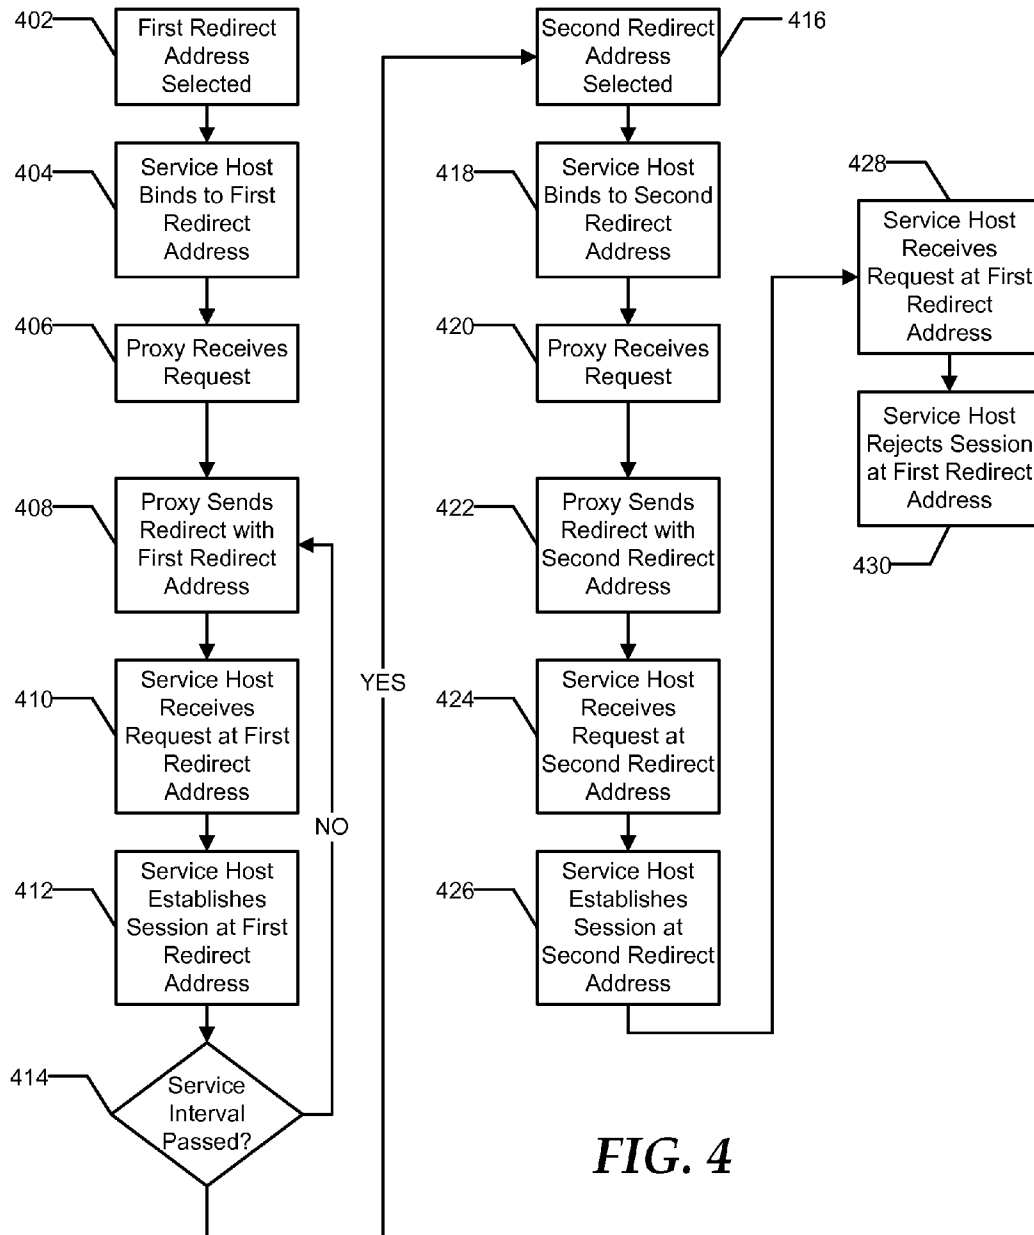 402
First Redirect
Address
Selected
404
Service Host
Binds to First
Redirect
Address
406
Proxy Receives
Request
408
Proxy Sends
Redirect with
First Redirect
Address
410
Service Host
Receives
Request at First
Redirect
Address
412
Service Host
Establishes
Session at First
Redirect
Address
414
Service
Interval
Passed?
NO
YES
Second Redirect
Address
Selected
416
418
Service Host
Binds to Second
Redirect
Address
420
Proxy Receives
Request
422
Proxy Sends
Redirect with
Second Redirect
Address
424
Service Host
Receives
Request at
Second Redirect
Address
426
Service Host
Establishes
Session at
Second Redirect
Address
428
Service Host
Receives
Request at First
Redirect
Address
Service Host
Rejects Session
at First Redirect
Address
430
FIG. 4